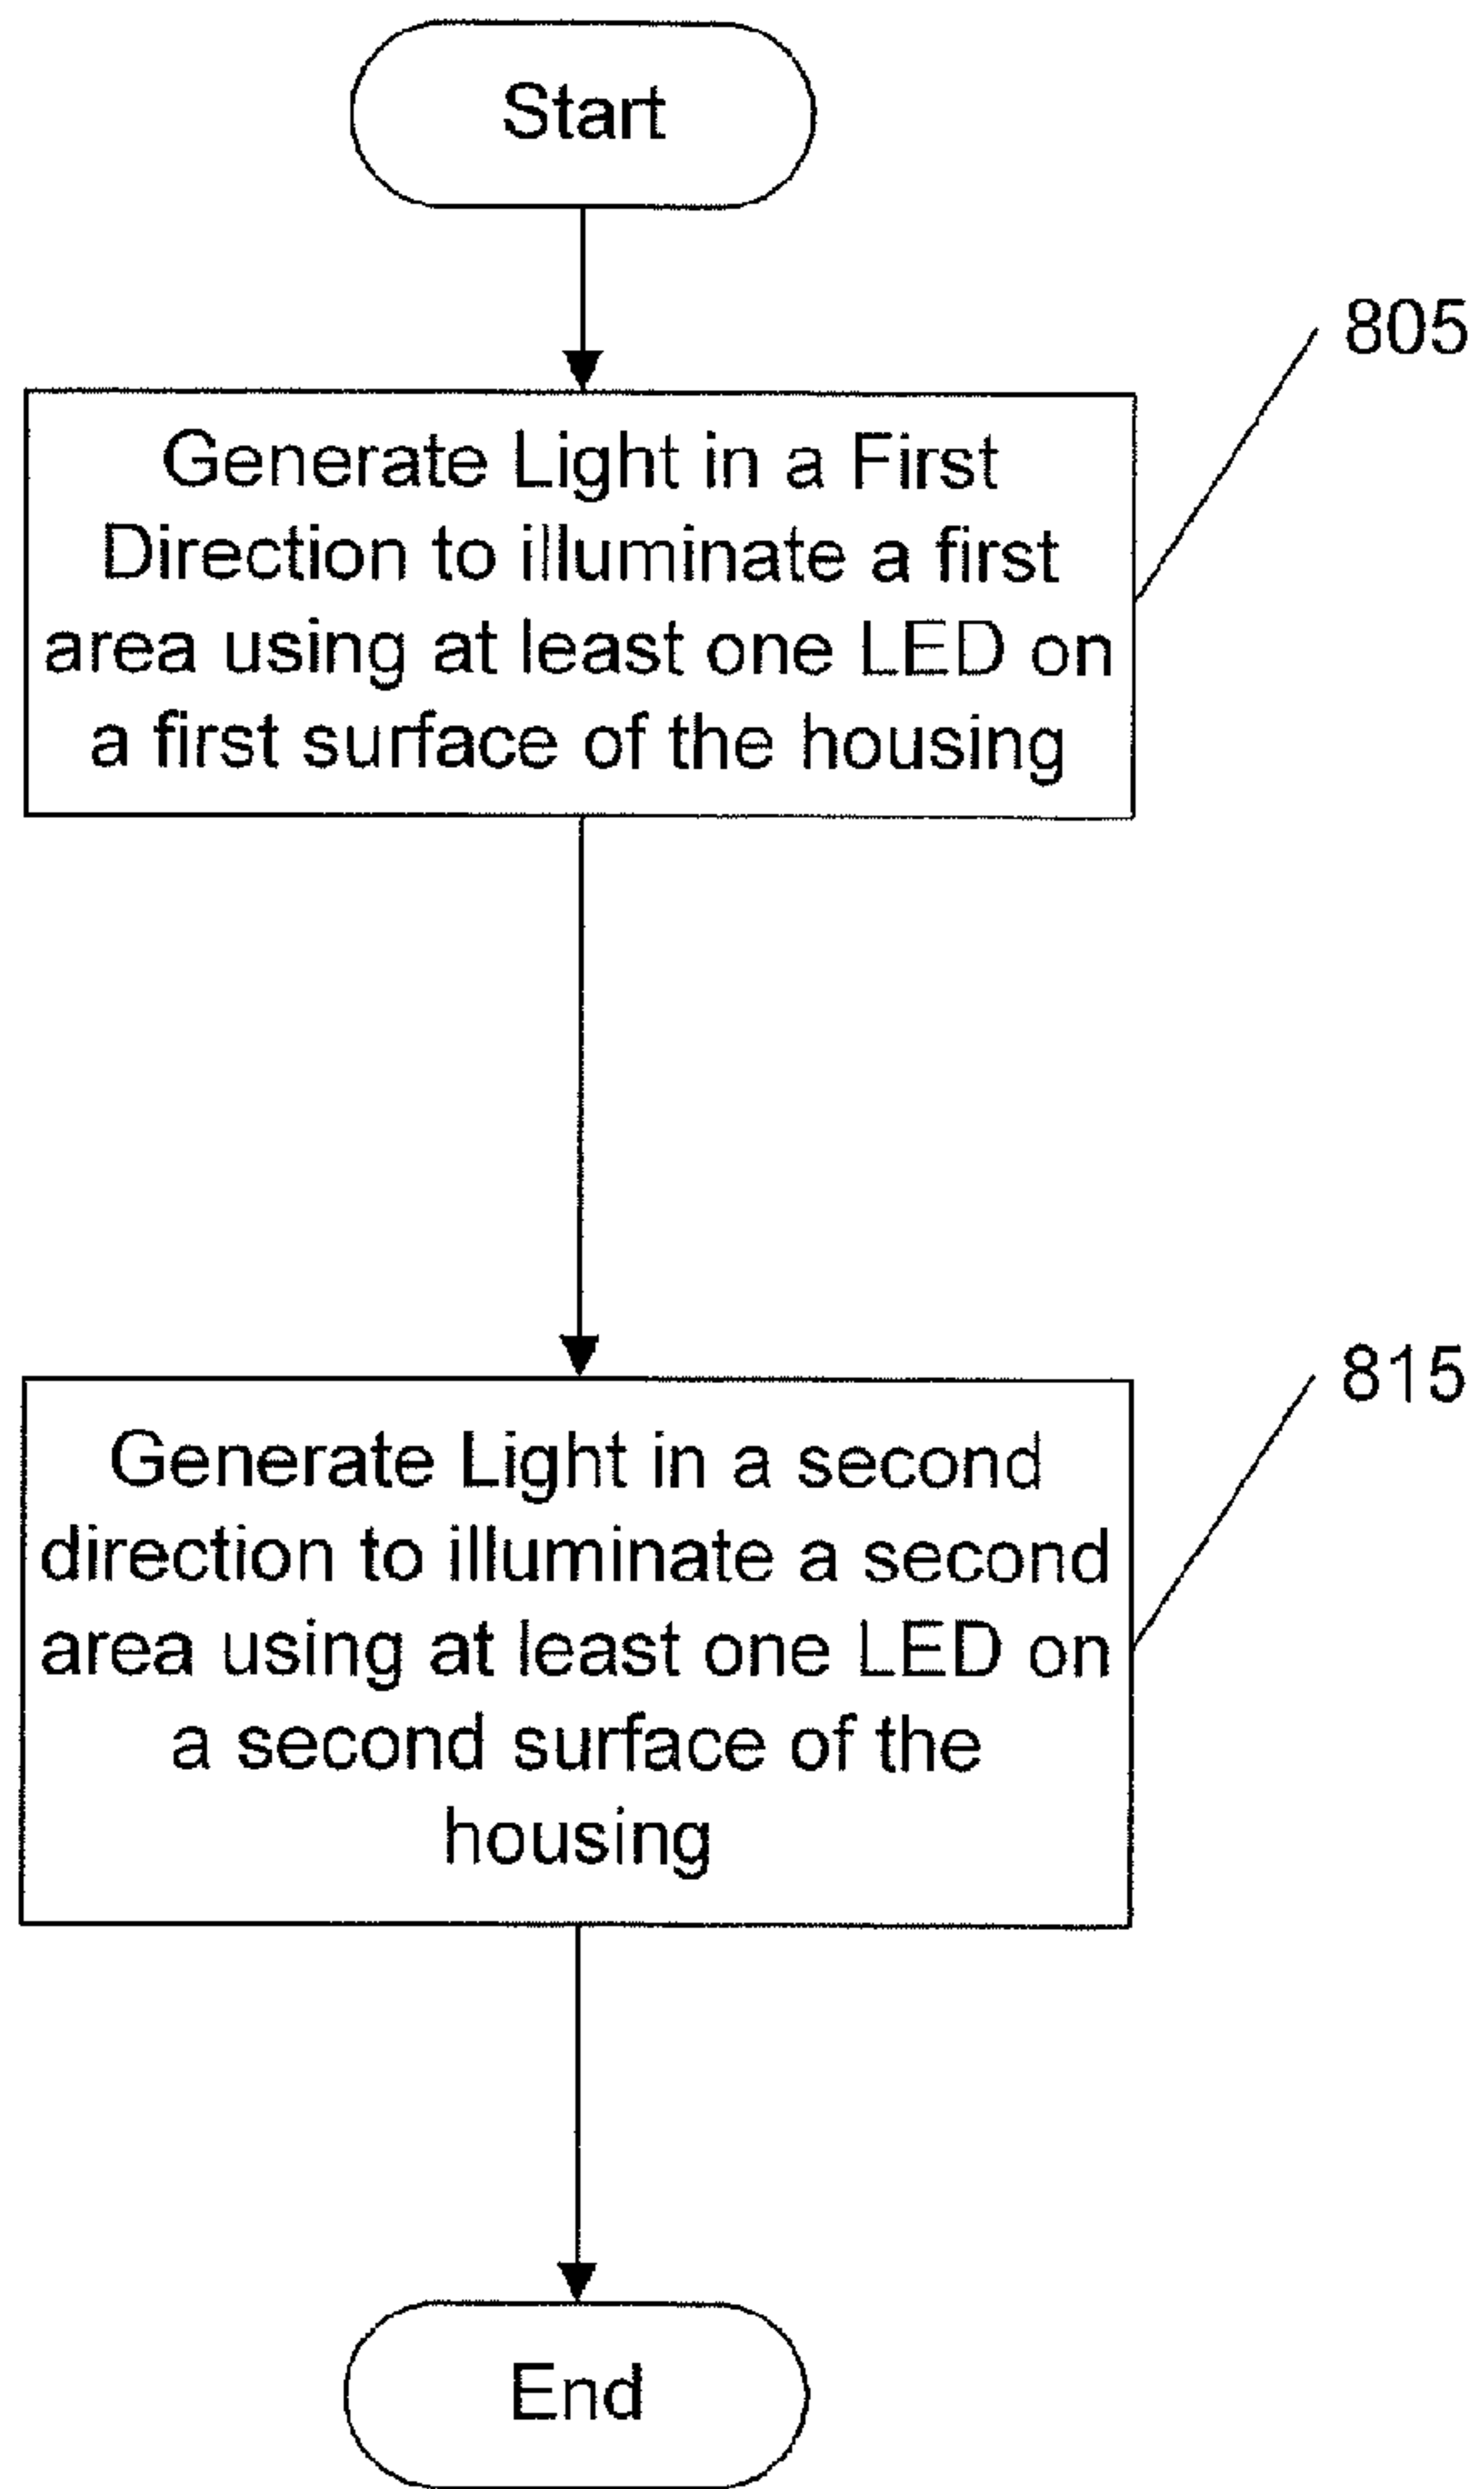 Start
805
Generate Light in a First
Direction to illuminate a first
area using at least one LED on
a first surface of the housing
815
Generate Light in a second
direction to illuminate a second
area using at least one LED on
a second surface of the
housing
End